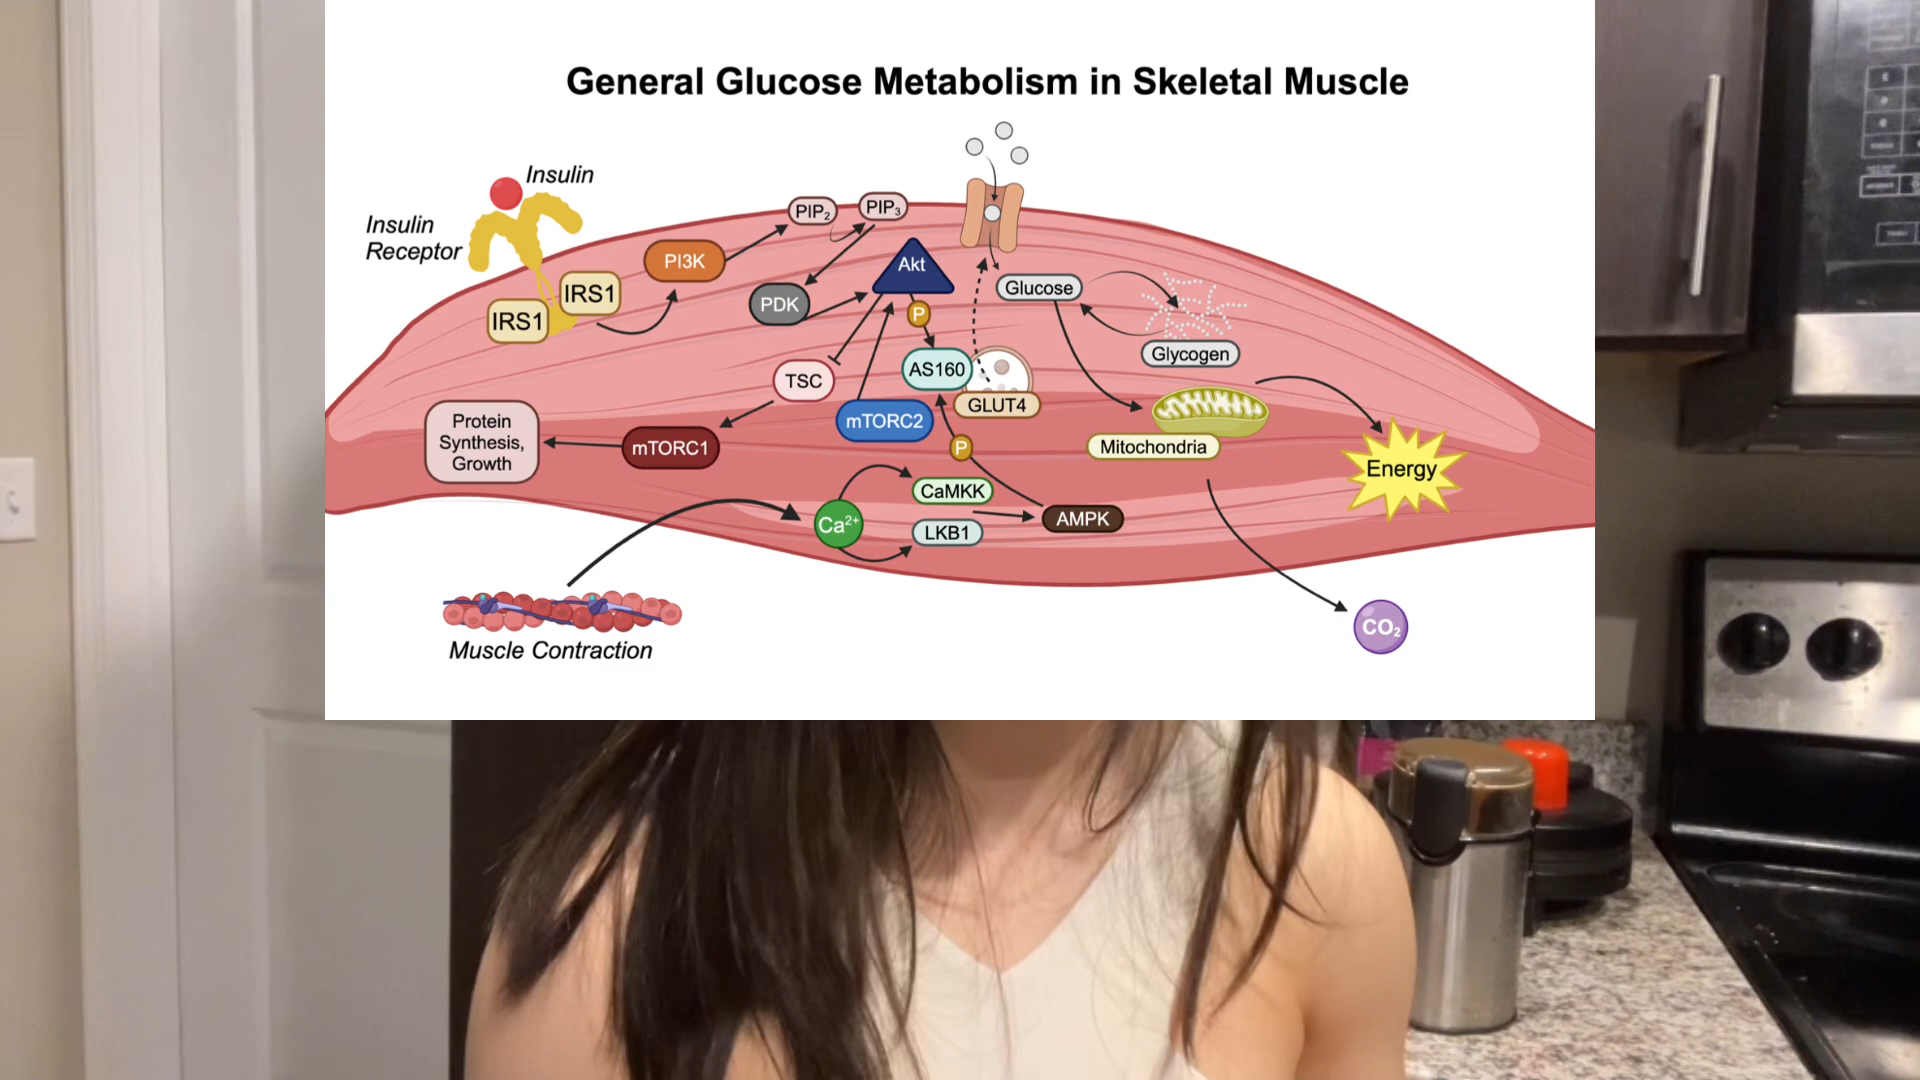 General Glucose Metabolism in Skeletal Muscle
Insulin
Insulin
Receptor
IRS1
IRS1
PI3K
PIP₂
PIP₃
PDK
Akt
P
TSC
AS160
GLUT4
mTORC2
mTORC1
Protein
Synthesis,
Growth
P
Ca²⁺
CaMKK
LKB1
AMPK
Muscle Contraction
Glucose
Glycogen
Mitochondria
Energy
CO₂